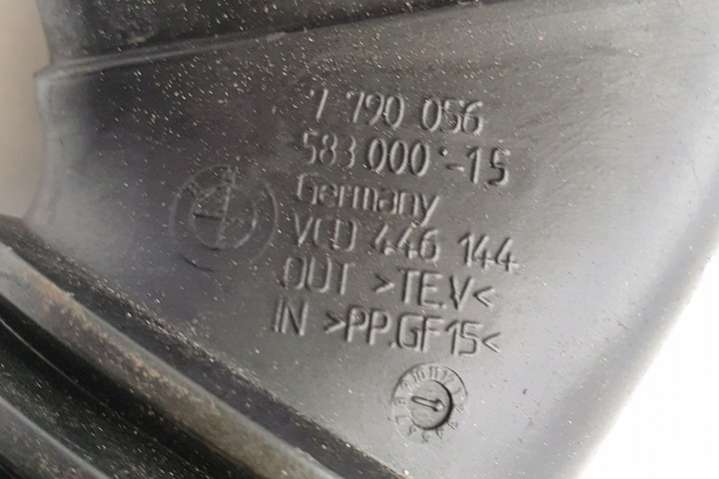 7 790 056
583.000*-15
Germany
VCD 446 144
OUT >TE.V<
IN >PP.GF15<